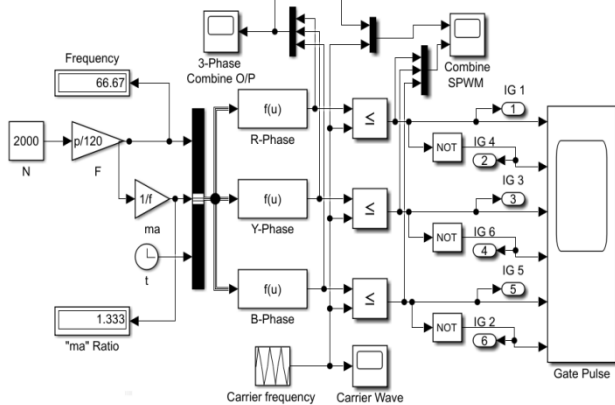 Frequency
66.67
2000
N
p/120
F
1/f
ma
t
1.333
"ma" Ratio
3-Phase
Combine O/P
Combine
SPWM
f(u)
R-Phase
≤
f(u)
Y-Phase
≤
f(u)
B-Phase
≤
Carrier frequency
Carrier Wave
IG 1
1
NOT
IG 4
2
IG 3
3
NOT
IG 6
4
IG 5
5
NOT
IG 2
6
Gate Pulse